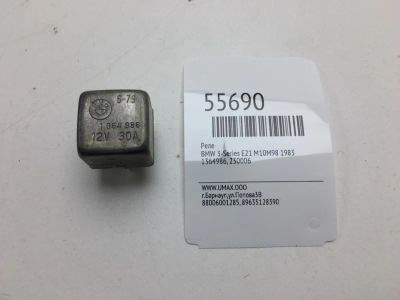 6-79
1 364 986
12V 30A
55690
Реле
BMW 3-Series E21 M10M98 1983
1364986, 230006
WWW.UMAX.OOO
г.Барнаул,ул.Попова3В
88006001285, 89635128390